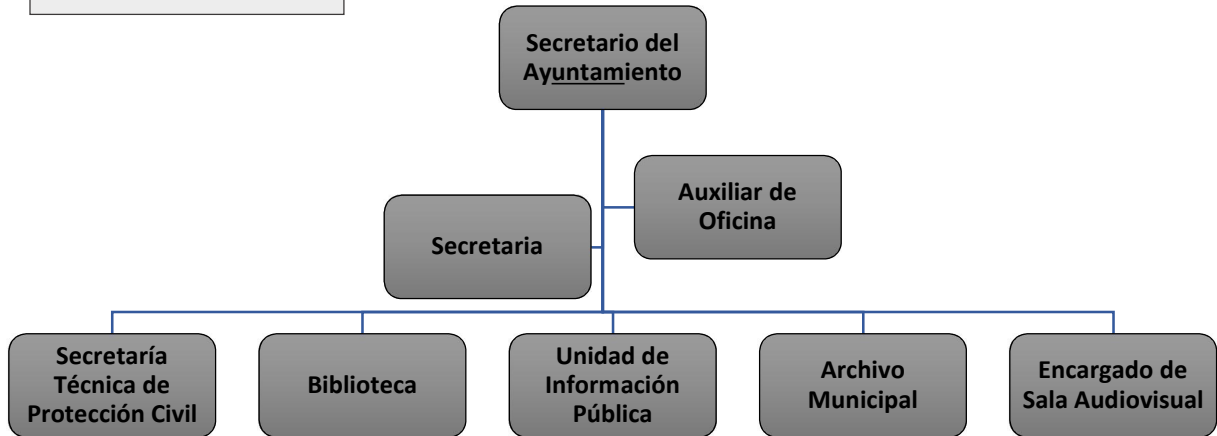 Secretario del
Ayuntamiento
Auxiliar de
Oficina
Secretaria
Secretaría
Técnica de
Protección Civil
Biblioteca
Unidad de
Información
Pública
Archivo
Municipal
Encargado de
Sala Audiovisual